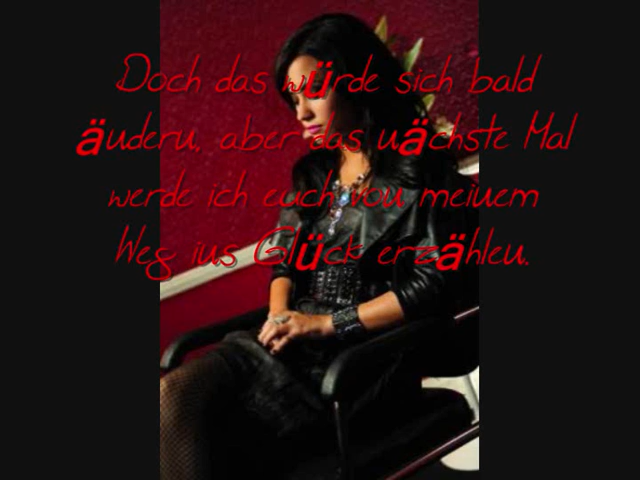 Doch das würde sich bald
ändern, aber das nächste Mal
werde ich euch von meinem
Weg ins Glück erzählen.